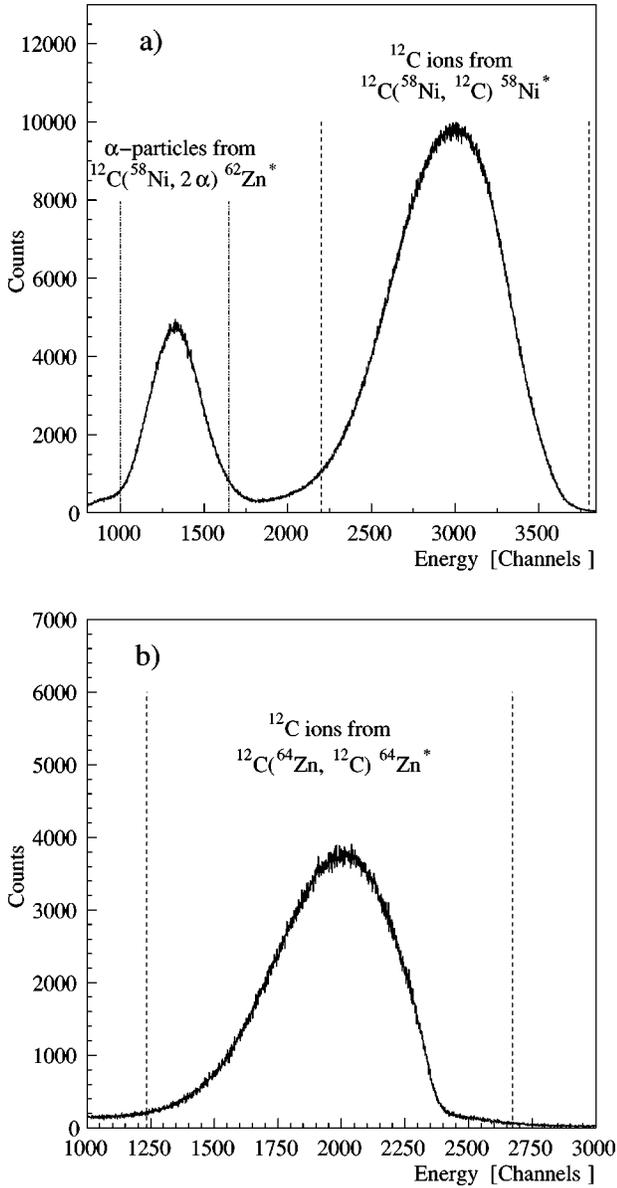 a)
12000
10000
8000
6000
4000
2000
0
Counts
¹²C ions from
¹²C(⁵⁸Ni, ¹²C) ⁵⁸Ni*
α−particles from
¹²C(⁵⁸Ni, 2 α) ⁶²Zn*
1000 1500 2000 2500 3000 3500
Energy [Channels ]
b)
7000
6000
5000
4000
3000
2000
1000
0
Counts
¹²C ions from
¹²C(⁶⁴Zn, ¹²C) ⁶⁴Zn*
1000 1250 1500 1750 2000 2250 2500 2750 3000
Energy [Channels ]